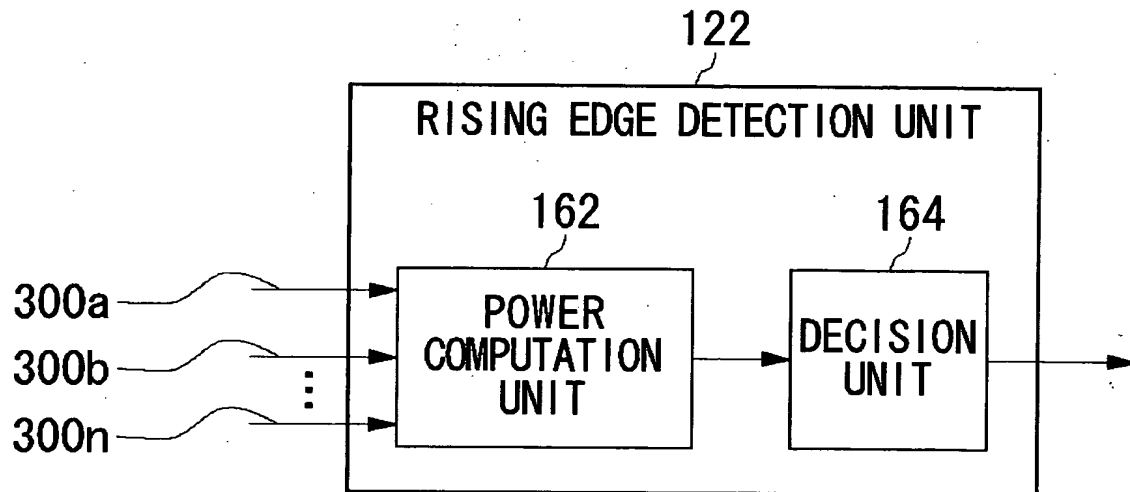 122
RISING EDGE DETECTION UNIT
162
164
300a
300b
300n
POWER
COMPUTATION
UNIT
DECISION
UNIT